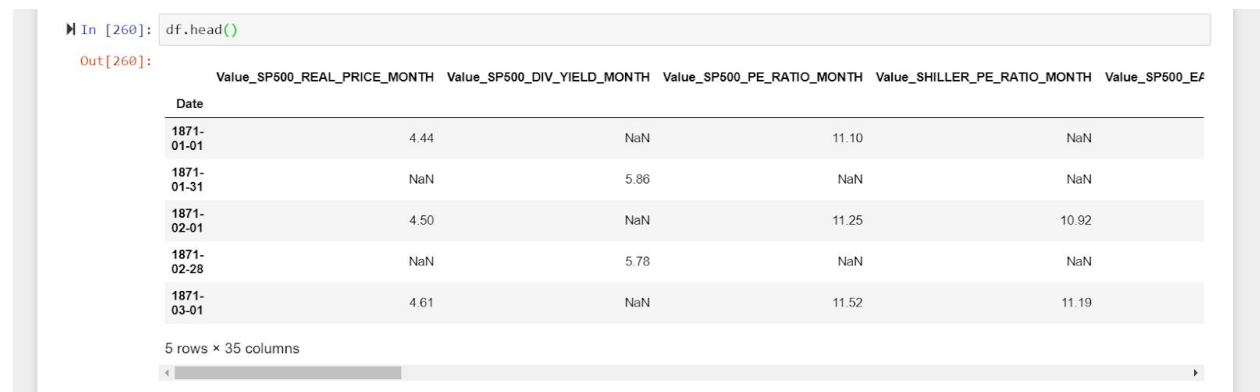 In [260]: df.head()
Out[260]:
Value_SP500_REAL_PRICE_MONTH Value_SP500_DIV_YIELD_MONTH Value_SP500_PE_RATIO_MONTH Value_SHILLER_PE_RATIO_MONTH Value_SP500_EA
Date
1871-
01-01 4.44 NaN 11.10 NaN
1871-
01-31 NaN 5.86 NaN NaN
1871-
02-01 4.50 NaN 11.25 10.92
1871-
02-28 NaN 5.78 NaN NaN
1871-
03-01 4.61 NaN 11.52 11.19
5 rows × 35 columns